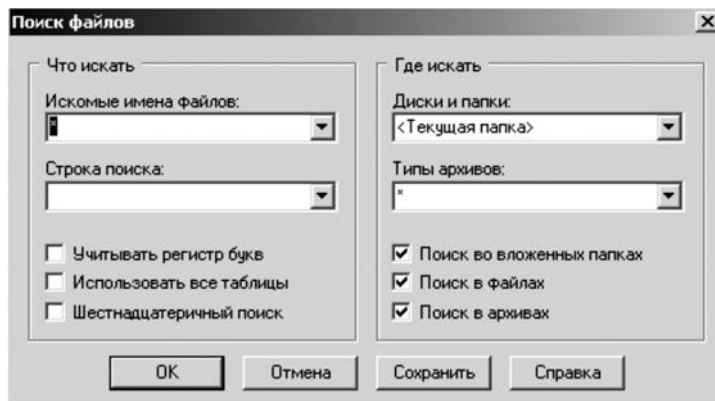 Поиск файлов
Что искать
Искомые имена файлов:
*
Строка поиска:
Учитывать регистр букв
Использовать все таблицы
Шестнадцатеричный поиск
Где искать
Диски и папки:
<Текущая папка>
Типы архивов:
*
Поиск во вложенных папках
Поиск в файлах
Поиск в архивах
OK
Отмена
Сохранить
Справка